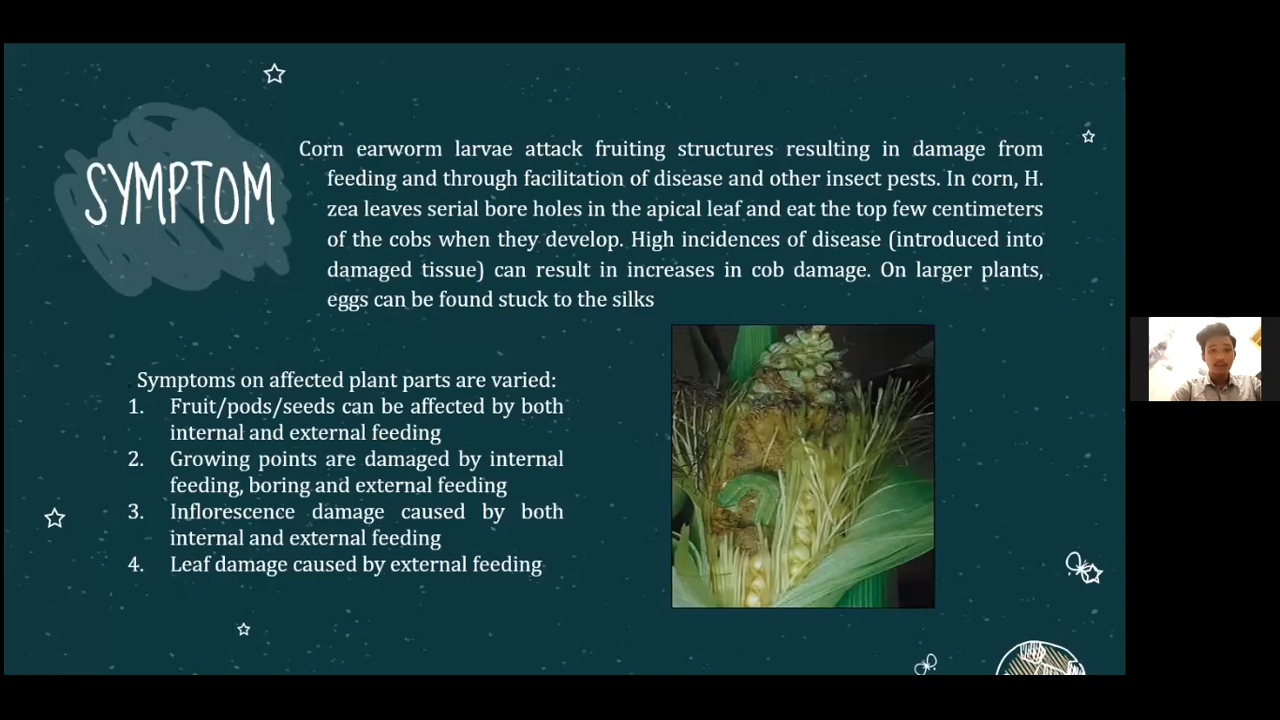 SYMPTOM
Corn earworm larvae attack fruiting structures resulting in damage from
feeding and through facilitation of disease and other insect pests. In corn, H.
zea leaves serial bore holes in the apical leaf and eat the top few centimeters
of the cobs when they develop. High incidences of disease (introduced into
damaged tissue) can result in increases in cob damage. On larger plants,
eggs can be found stuck to the silks
Symptoms on affected plant parts are varied:
1. Fruit/pods/seeds can be affected by both
internal and external feeding
2. Growing points are damaged by internal
feeding, boring and external feeding
3. Inflorescence damage caused by both
internal and external feeding
4. Leaf damage caused by external feeding